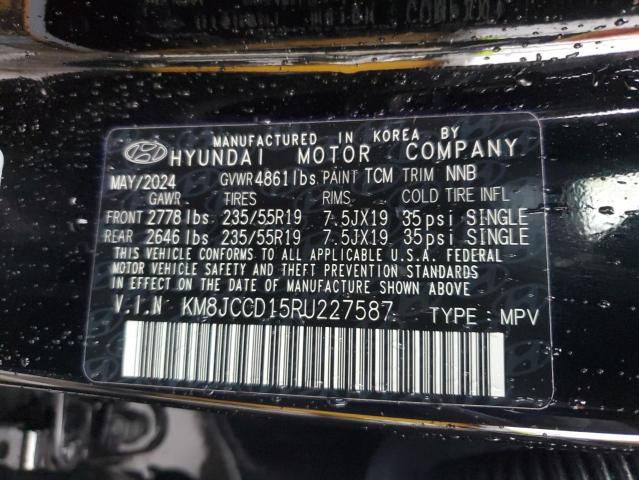 MANUFACTURED IN KOREA BY
HYUNDAI MOTOR COMPANY
MAY/2024 GVWR 4861 lbs PAINT TCM TRIM NNB
GAWR TIRES RIMS COLD TIRE INFL
FRONT 2778 lbs 235/55R19 7.5JX19 35psi SINGLE
REAR 2646 lbs 235/55R19 7.5JX19 35psi SINGLE
THIS VEHICLE CONFORMS TO ALL APPLICABLE U.S.A. FEDERAL
MOTOR VEHICLE SAFETY AND THEFT PREVENTION STANDARDS
IN EFFECT ON THE DATE OF MANUFACTURE SHOWN ABOVE
V.I.N KM8JCCD15RU227587 TYPE: MPV